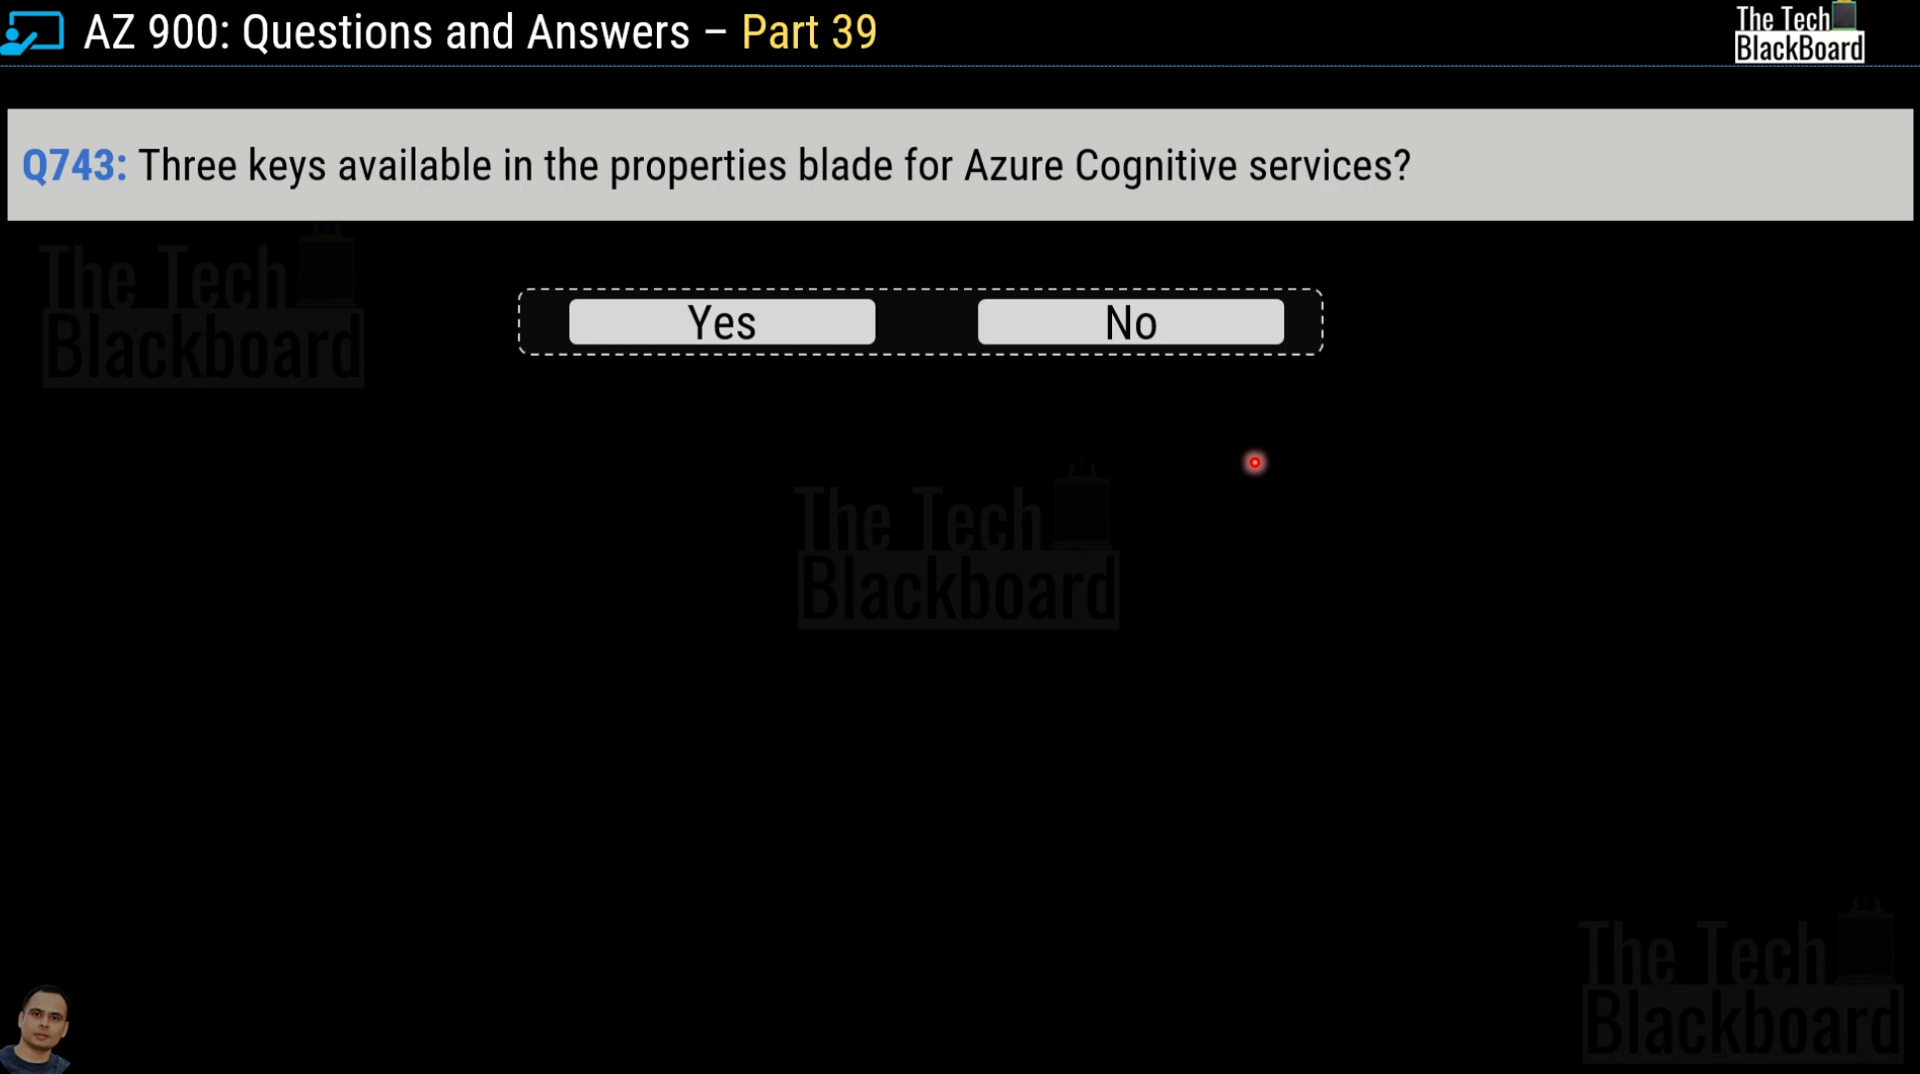 AZ 900: Questions and Answers – Part 39
The Tech
BlackBoard
Q743: Three keys available in the properties blade for Azure Cognitive services?
The Tech
Blackboard
Yes No
The Tech
Blackboard
The Tech
Blackboard